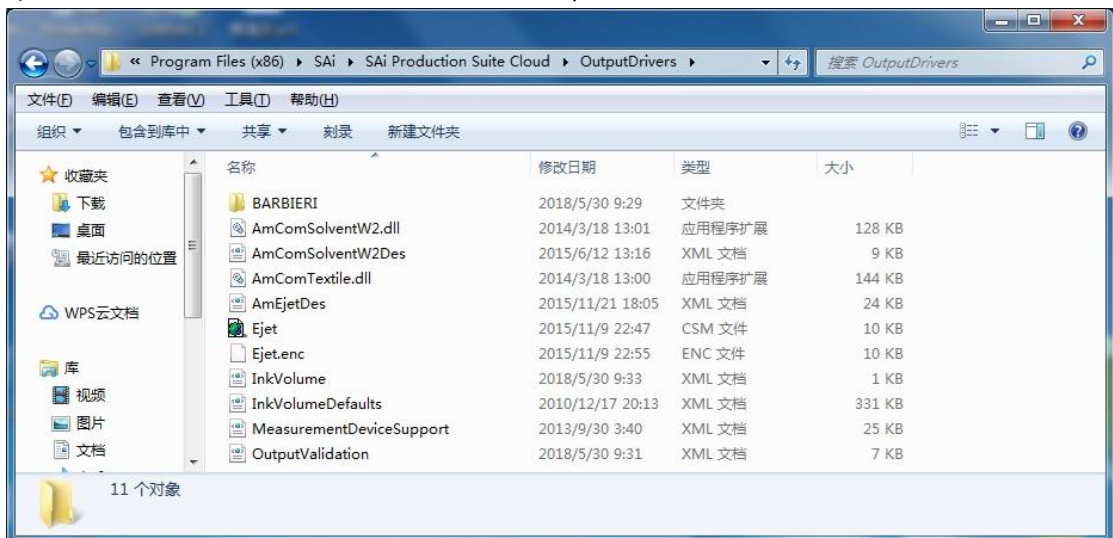 « Program Files (x86) ▸ SAi ▸ SAi Production Suite Cloud ▸ OutputDrivers ▸ 搜索 OutputDrivers
文件(F) 编辑(E) 查看(V) 工具(T) 帮助(H)
组织 ▼ 包含到库中 ▼ 共享 ▼ 刻录 新建文件夹
收藏夹
下载
桌面
最近访问的位置
WPS云文档
库
视频
图片
文档
名称 修改日期 类型 大小
BARBIERI 2018/5/30 9:29 文件夹
AmComSolventW2.dll 2014/3/18 13:01 应用程序扩展 128 KB
AmComSolventW2Des 2015/6/12 13:16 XML 文档 9 KB
AmComTextile.dll 2014/3/18 13:00 应用程序扩展 144 KB
AmEjetDes 2015/11/21 18:05 XML 文档 24 KB
Ejet 2015/11/9 22:47 CSM 文件 10 KB
Ejet.enc 2015/11/9 22:55 ENC 文件 10 KB
InkVolume 2018/5/30 9:33 XML 文档 1 KB
InkVolumeDefaults 2010/12/17 20:13 XML 文档 331 KB
MeasurementDeviceSupport 2013/9/30 3:40 XML 文档 25 KB
OutputValidation 2018/5/30 9:31 XML 文档 7 KB
11 个对象